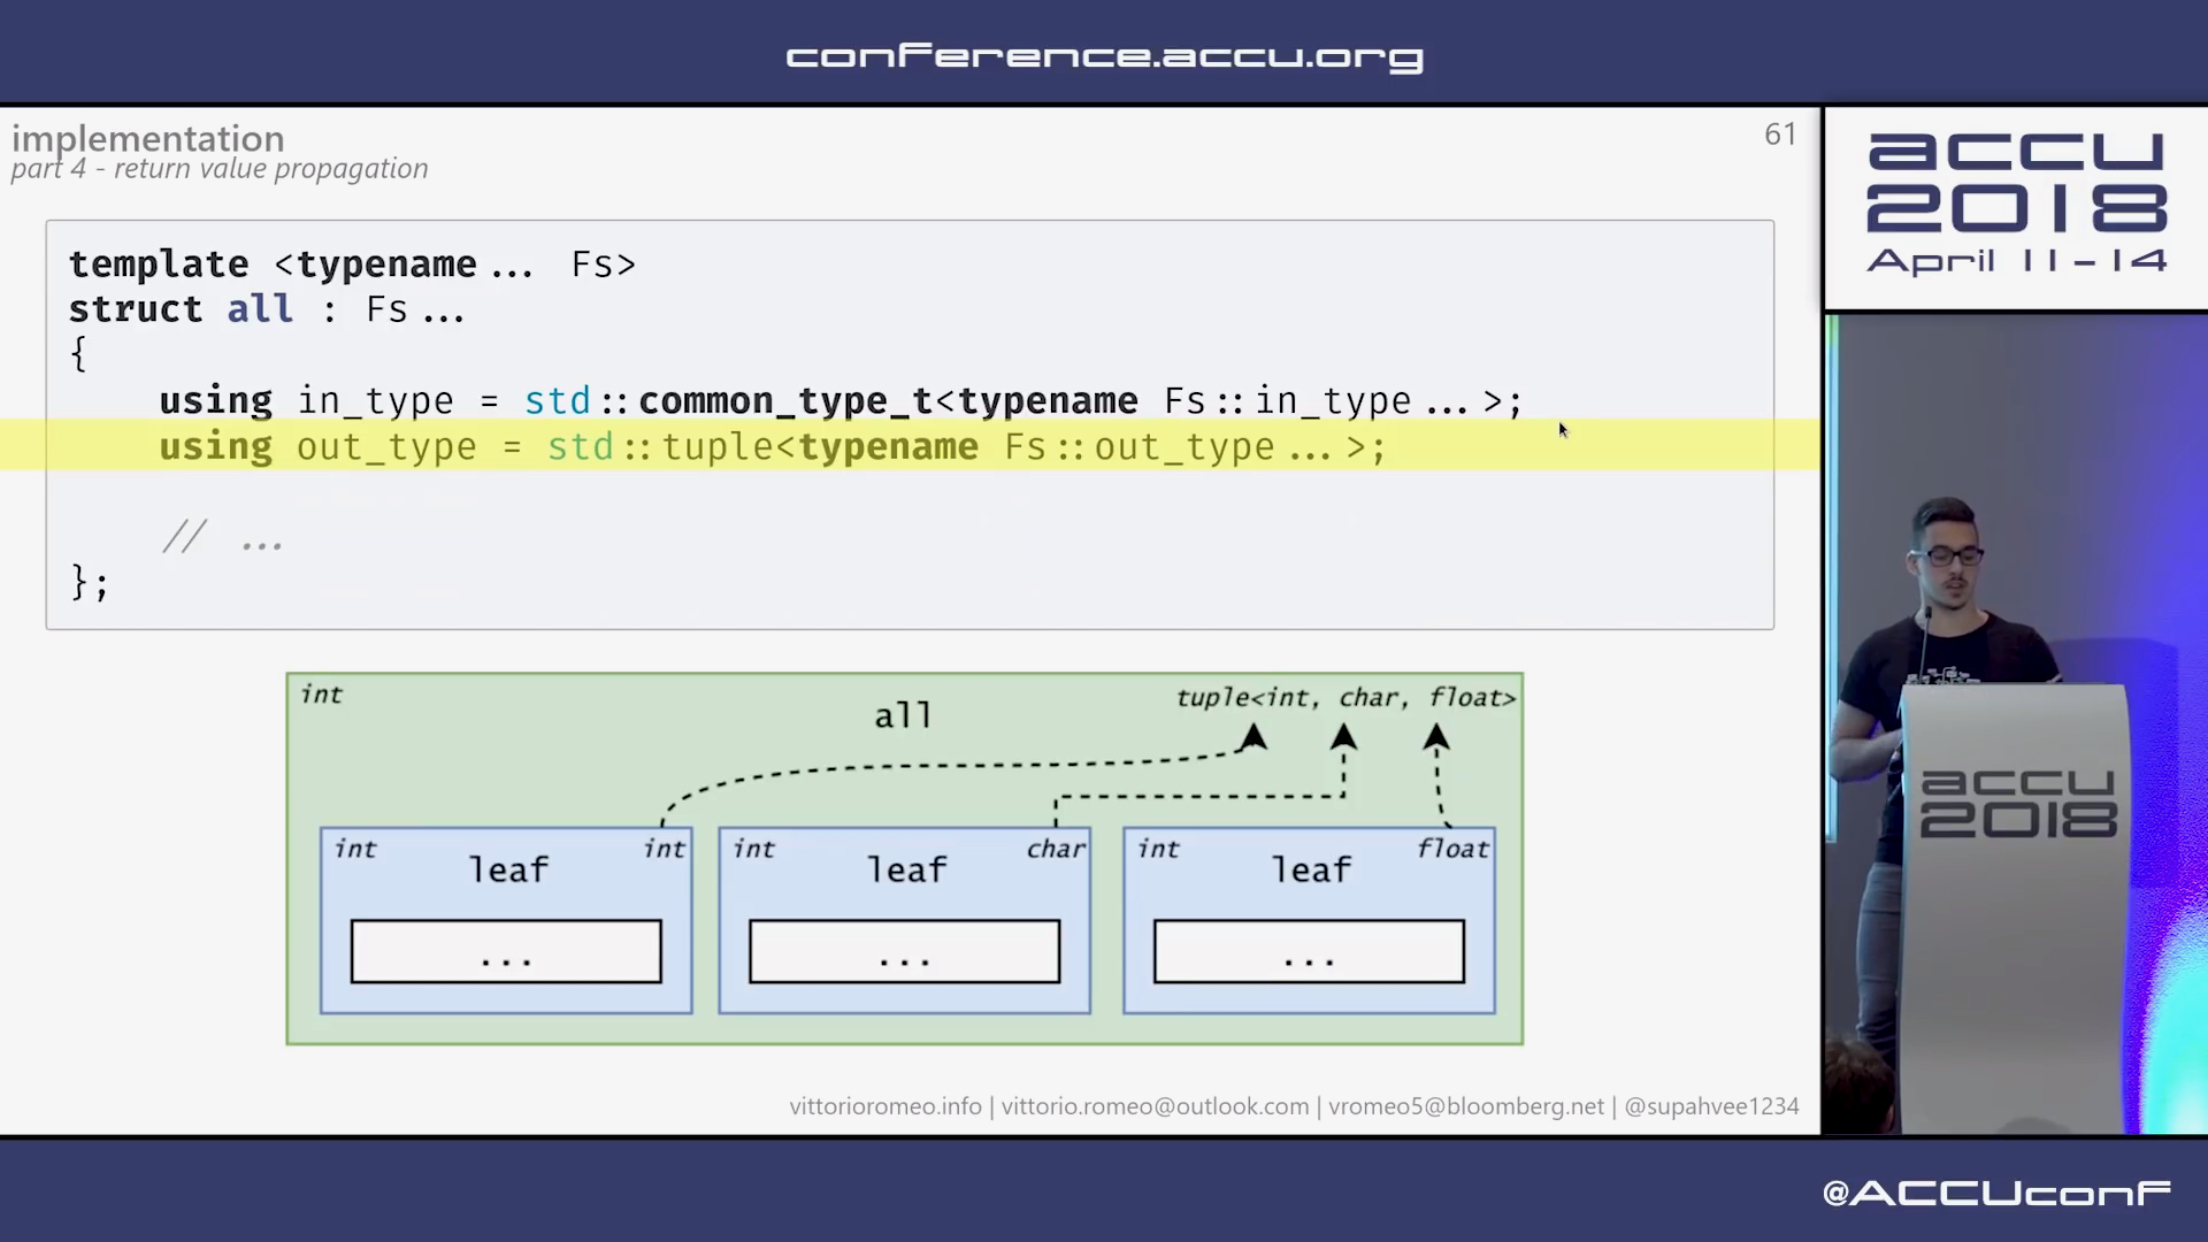 conference.accu.org
implementation
61
part 4 - return value propagation
template <typename... Fs>
struct all : Fs...
{
using in_type = std::common_type_t<typename Fs::in_type...>;
using out_type = std::tuple<typename Fs::out_type...>;
// ...
};
int
all
tuple<int, char, float>
int
leaf
int
...
int
leaf
char
...
int
leaf
float
...
vittorioromeo.info | vittorio.romeo@outlook.com | vromeo5@bloomberg.net | @supahvee1234
accu
2018
April 11-14
accu
2018
@ACCUconf